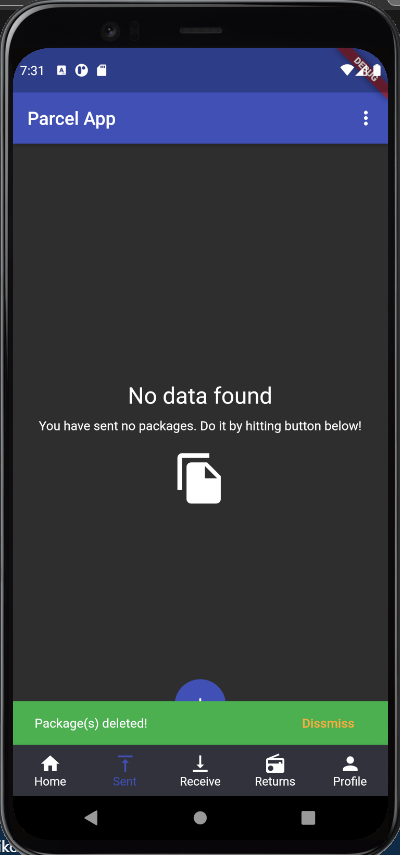 7:31
DEBUG
Parcel App
No data found
You have sent no packages. Do it by hitting button below!
Package(s) deleted! Dissmiss
Home Sent Receive Returns Profile